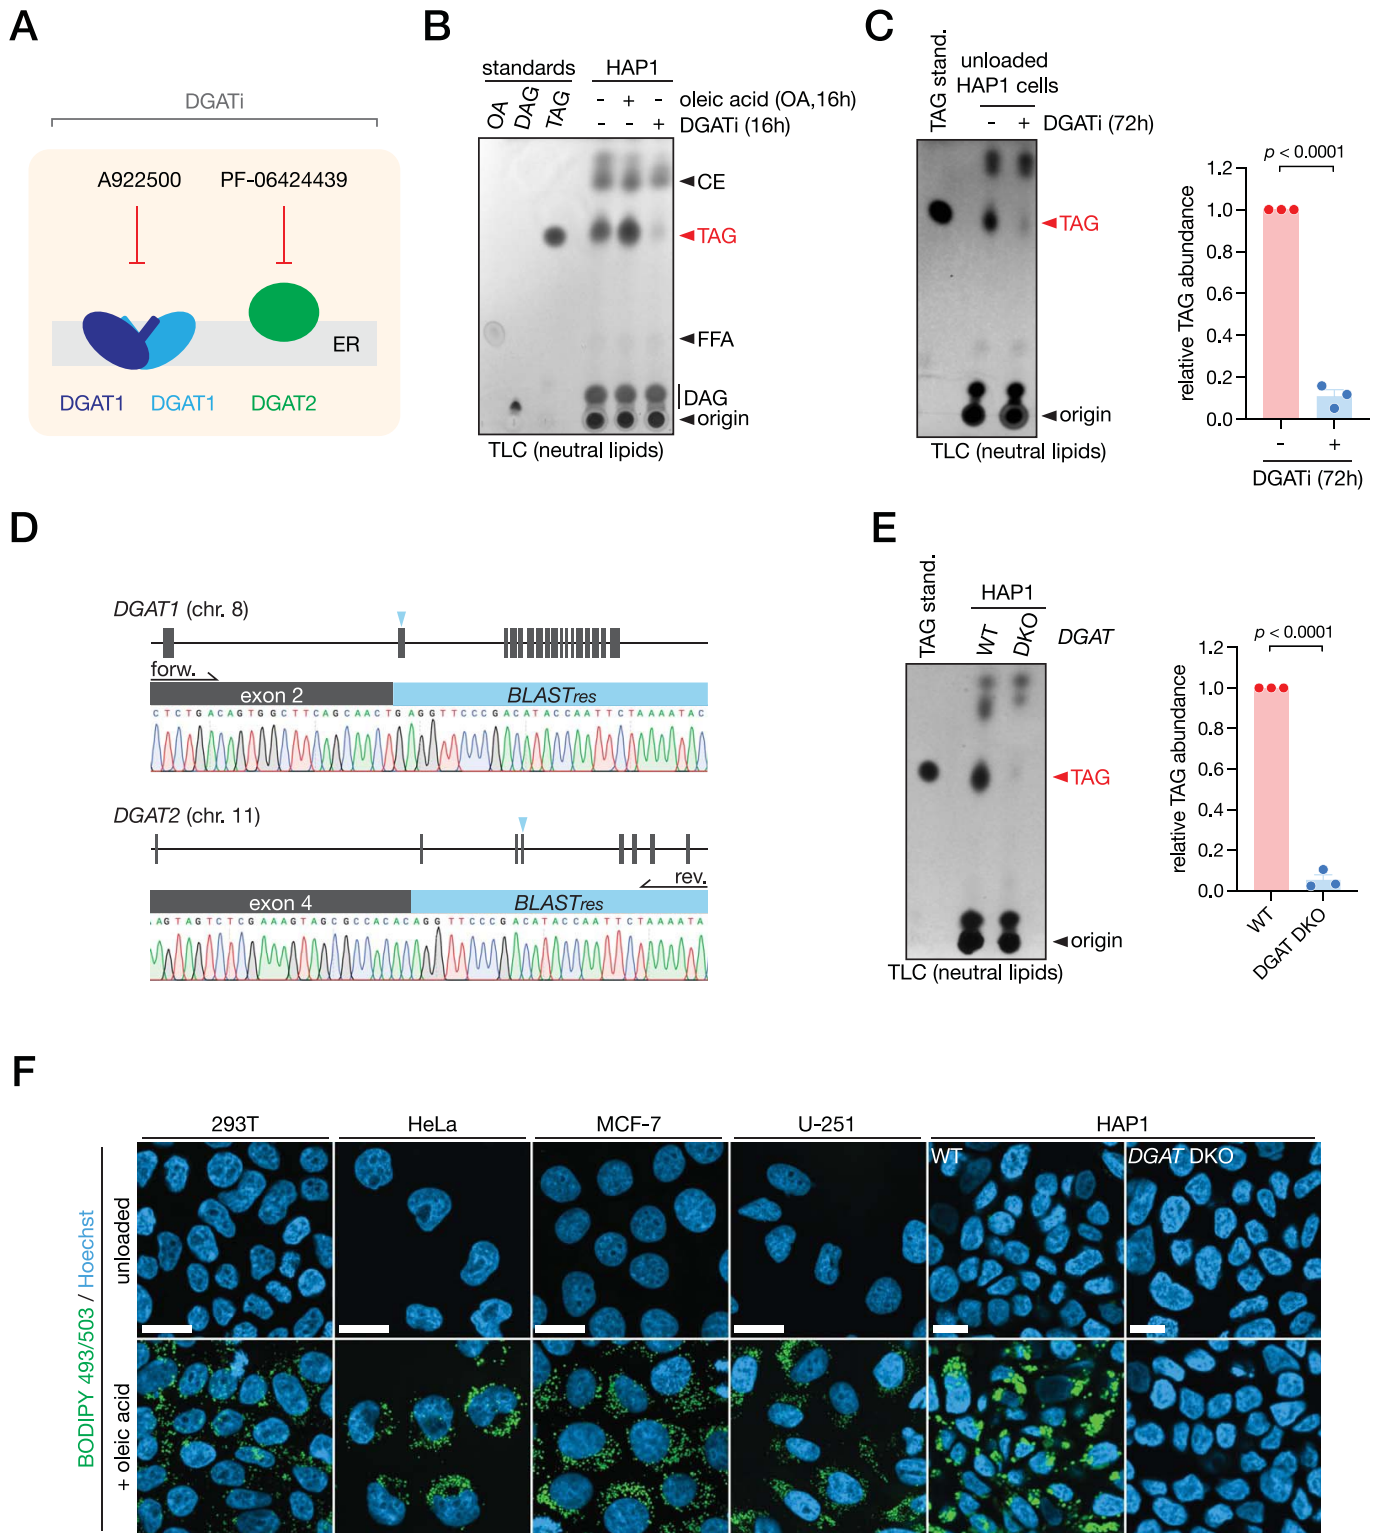 A
DGATi
A922500
PF-06424439
ER
DGAT1
DGAT1
DGAT2
B
standards
HAP1
OA
DAG
TAG
- + - oleic acid (OA,16h)
- - + DGATi (16h)
CE
TAG
FFA
DAG
origin
TLC (neutral lipids)
C
TAG stand.
unloaded
HAP1 cells
- + DGATi (72h)
TAG
origin
TLC (neutral lipids)
relative TAG abundance
p < 0.0001
1.2
1.0
0.8
0.6
0.4
0.2
0.0
- +
DGATi (72h)
D
DGAT1 (chr. 8)
forw.
exon 2
BLASTres
CTCTGACAGTGGCTTCAGCAACTGAGGTTCCCGACATACCAATTCTAAAATAC
DGAT2 (chr. 11)
rev.
exon 4
BLASTres
AGTAGTCTCGAAAGTAGCGCCACACAGG TTCCCGACATACCAATTCTAAAATA
E
TAG stand.
HAP1
WT
DKO
DGAT
TAG
origin
TLC (neutral lipids)
relative TAG abundance
p < 0.0001
1.2
1.0
0.8
0.6
0.4
0.2
0.0
WT
DGAT DKO
F
293T
HeLa
MCF-7
U-251
HAP1
WT
DGAT DKO
BODIPY 493/503 / Hoechst
unloaded
+ oleic acid